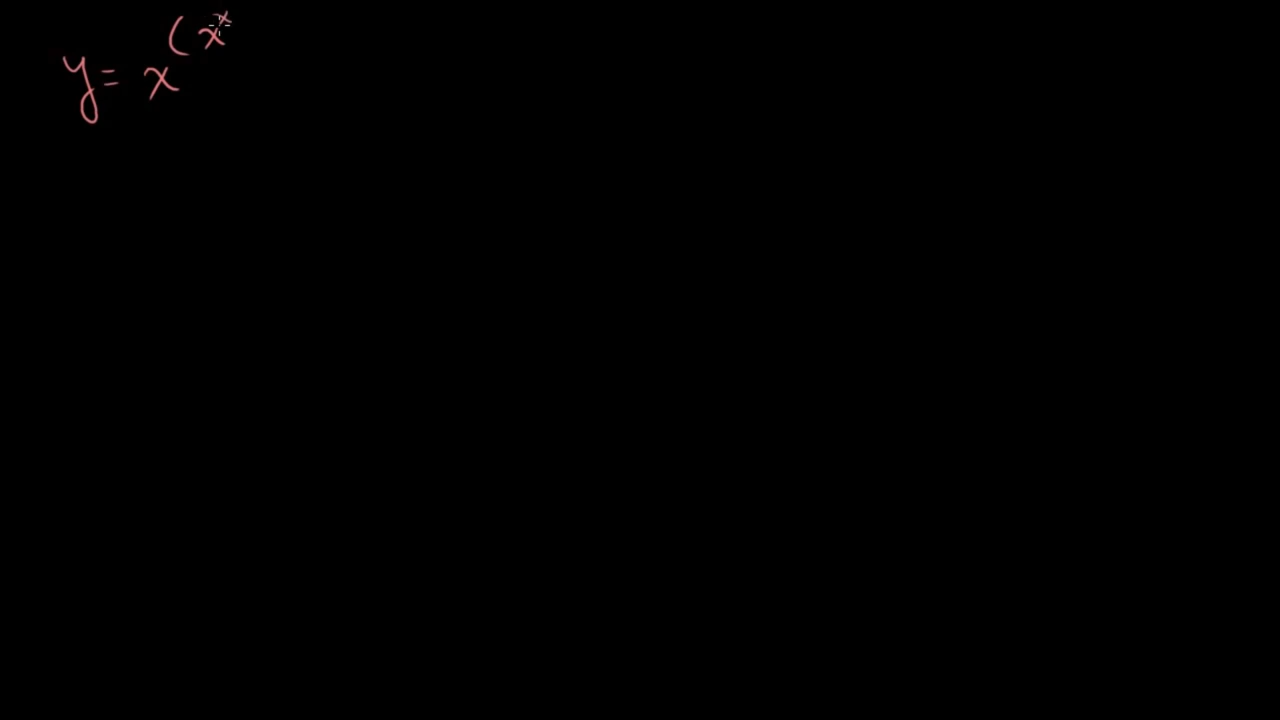 y = x^(x^x